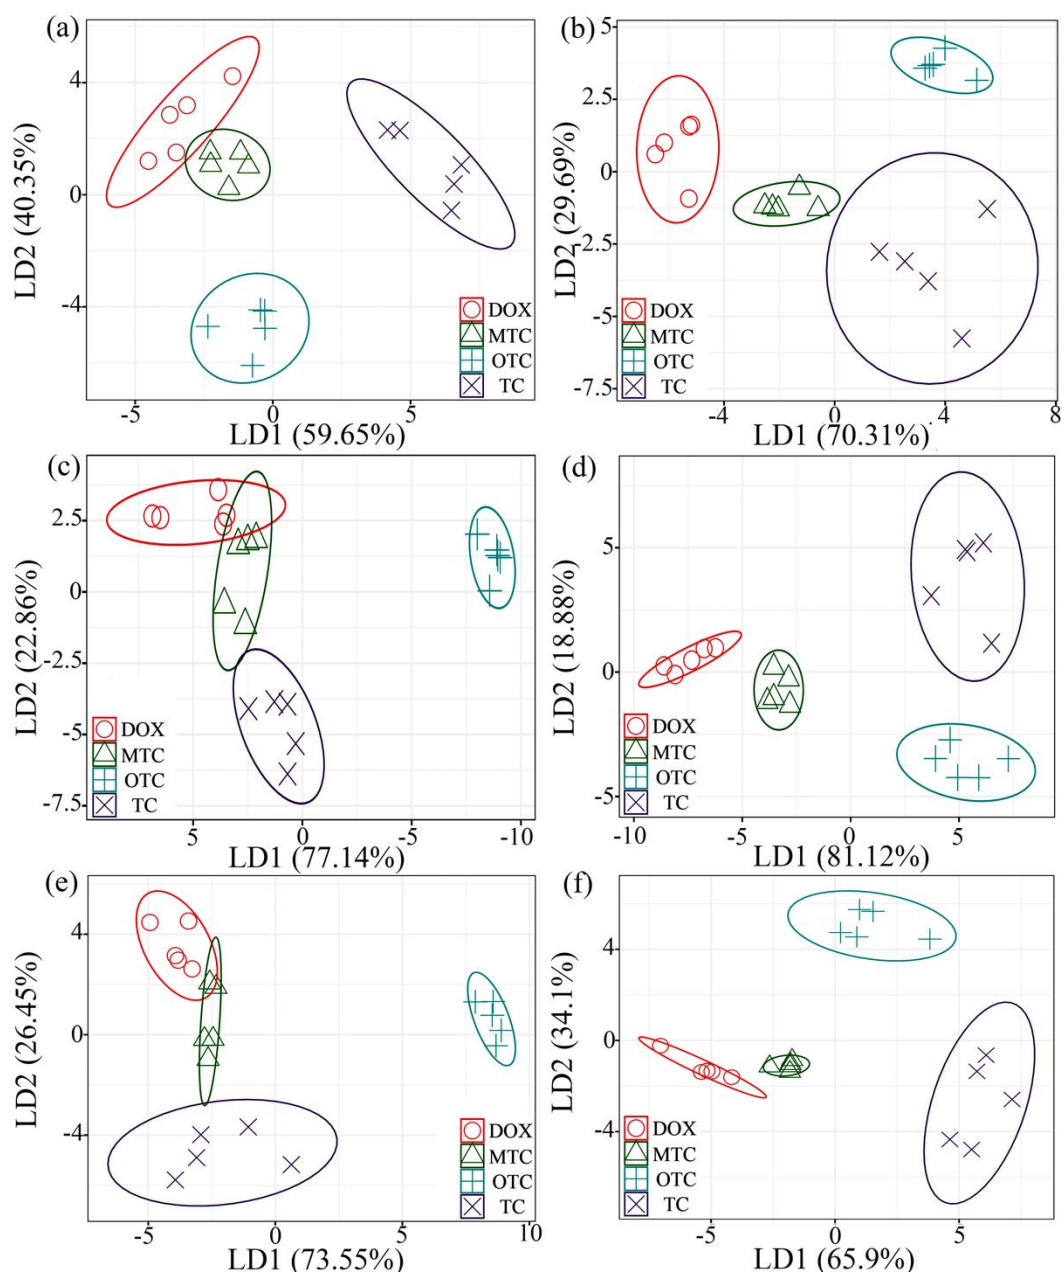 (a)
LD2 (40.35%)
4
0
-4
DOX
MTC
OTC
TC
-5
0
5
LD1 (59.65%)
(b)
LD2 (29.69%)
5
2.5
0
-2.5
-5
-7.5
DOX
MTC
OTC
TC
-4
0
4
8
LD1 (70.31%)
(c)
LD2 (22.86%)
2.5
0
-2.5
-5
-7.5
DOX
MTC
OTC
TC
5
0
-5
-10
LD1 (77.14%)
(d)
LD2 (18.88%)
5
0
-5
DOX
MTC
OTC
TC
-10
-5
0
5
LD1 (81.12%)
(e)
LD2 (26.45%)
4
0
-4
DOX
MTC
OTC
TC
-5
0
5
10
LD1 (73.55%)
(f)
LD2 (34.1%)
4
0
-4
DOX
MTC
OTC
TC
-5
0
5
LD1 (65.9%)